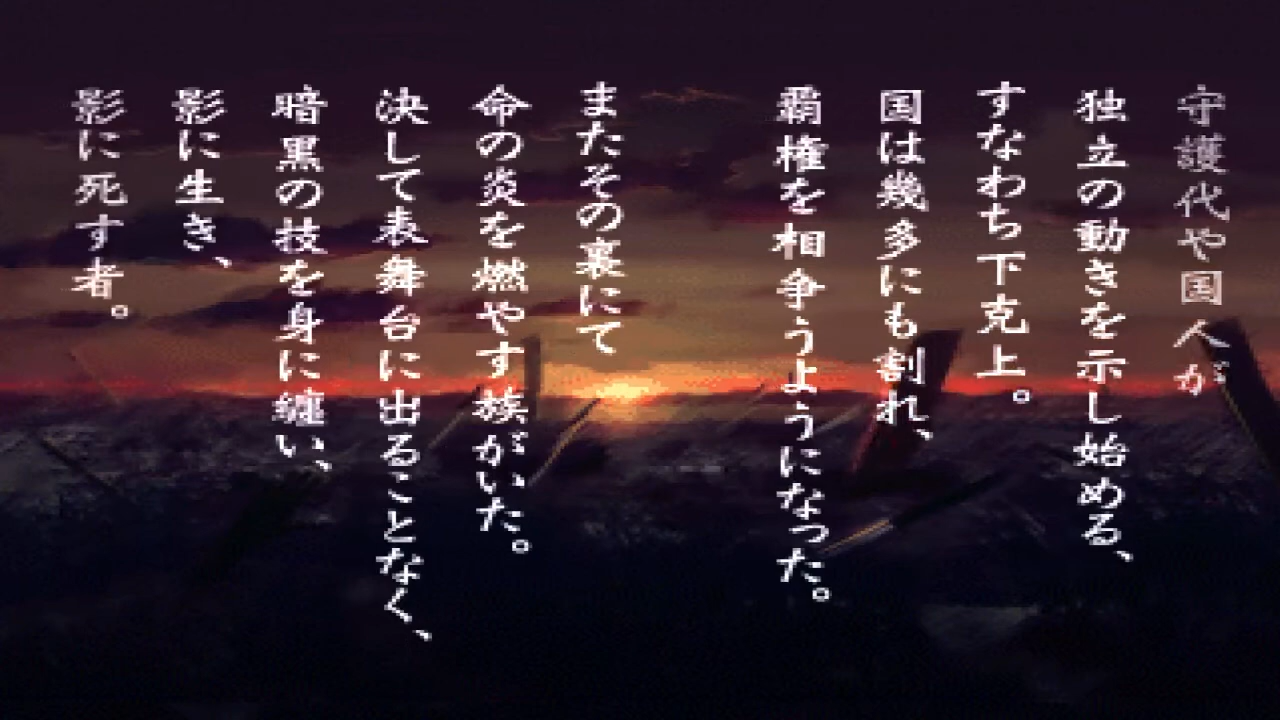 守護代や国人が
独立の動きを示し始める、
すなわち下克上。
国は幾多にも割れ、
覇権を相争うようになった。
またその裏にて
命の炎を燃やす族がいた。
決して表舞台に出ることなく、
暗黒の技を身に纏い、
影に生き、
影に死す者。